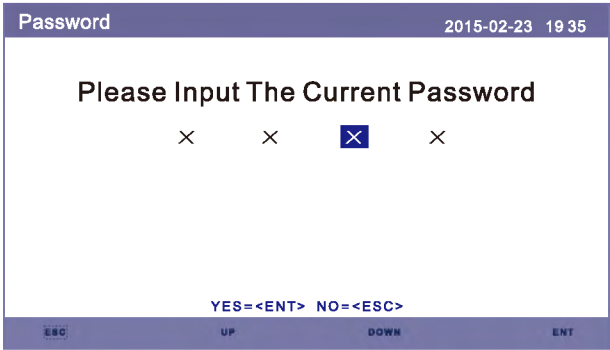 Password 2015-02-23 19 35
Please Input The Current Password
× × × ×
YES=<ENT> NO=<ESC>
ESC UP DOWN ENT